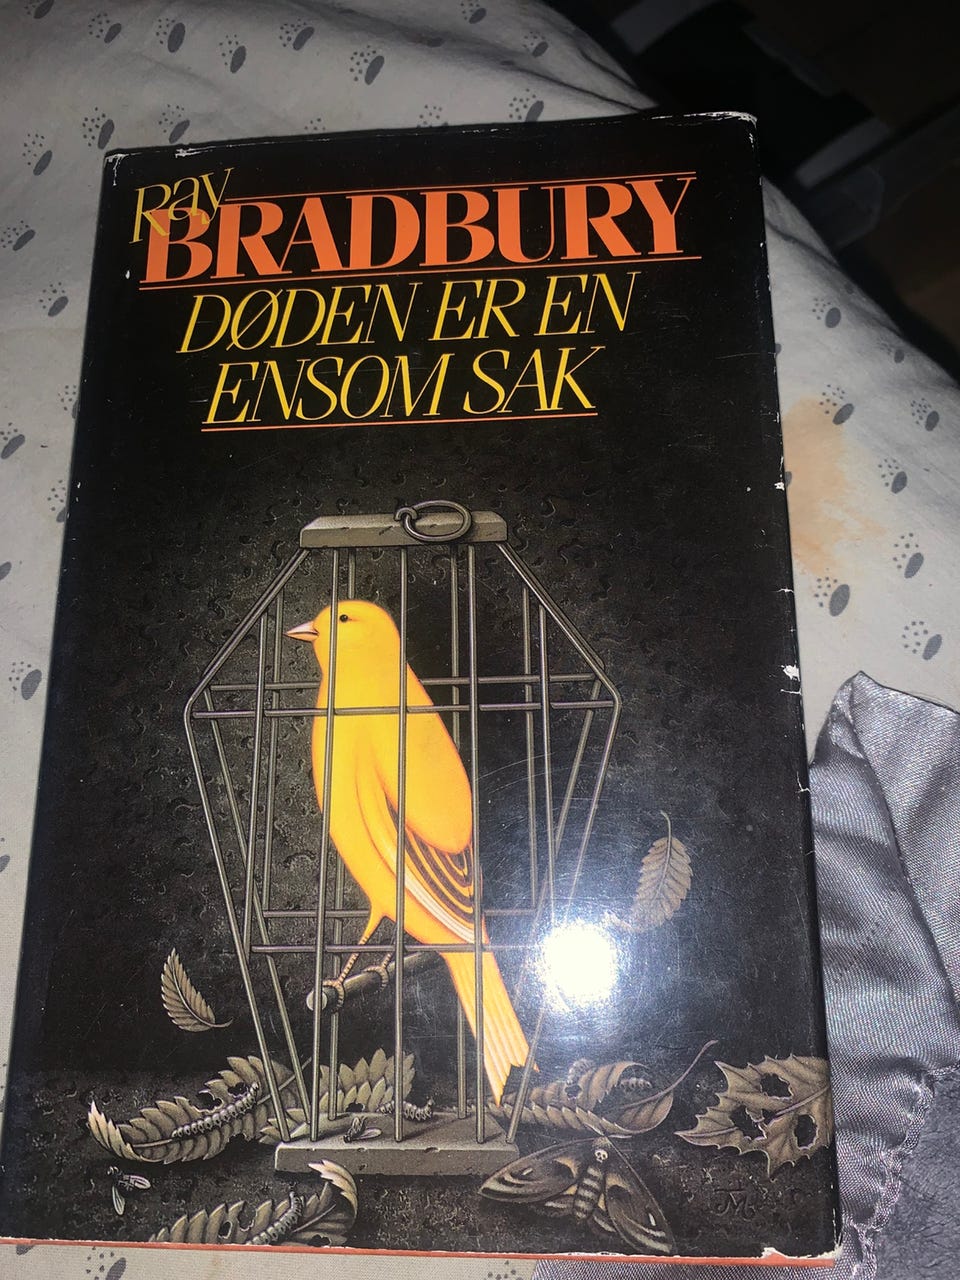 Ray
BRADBURY
DØDEN ER EN
ENSOM SAK